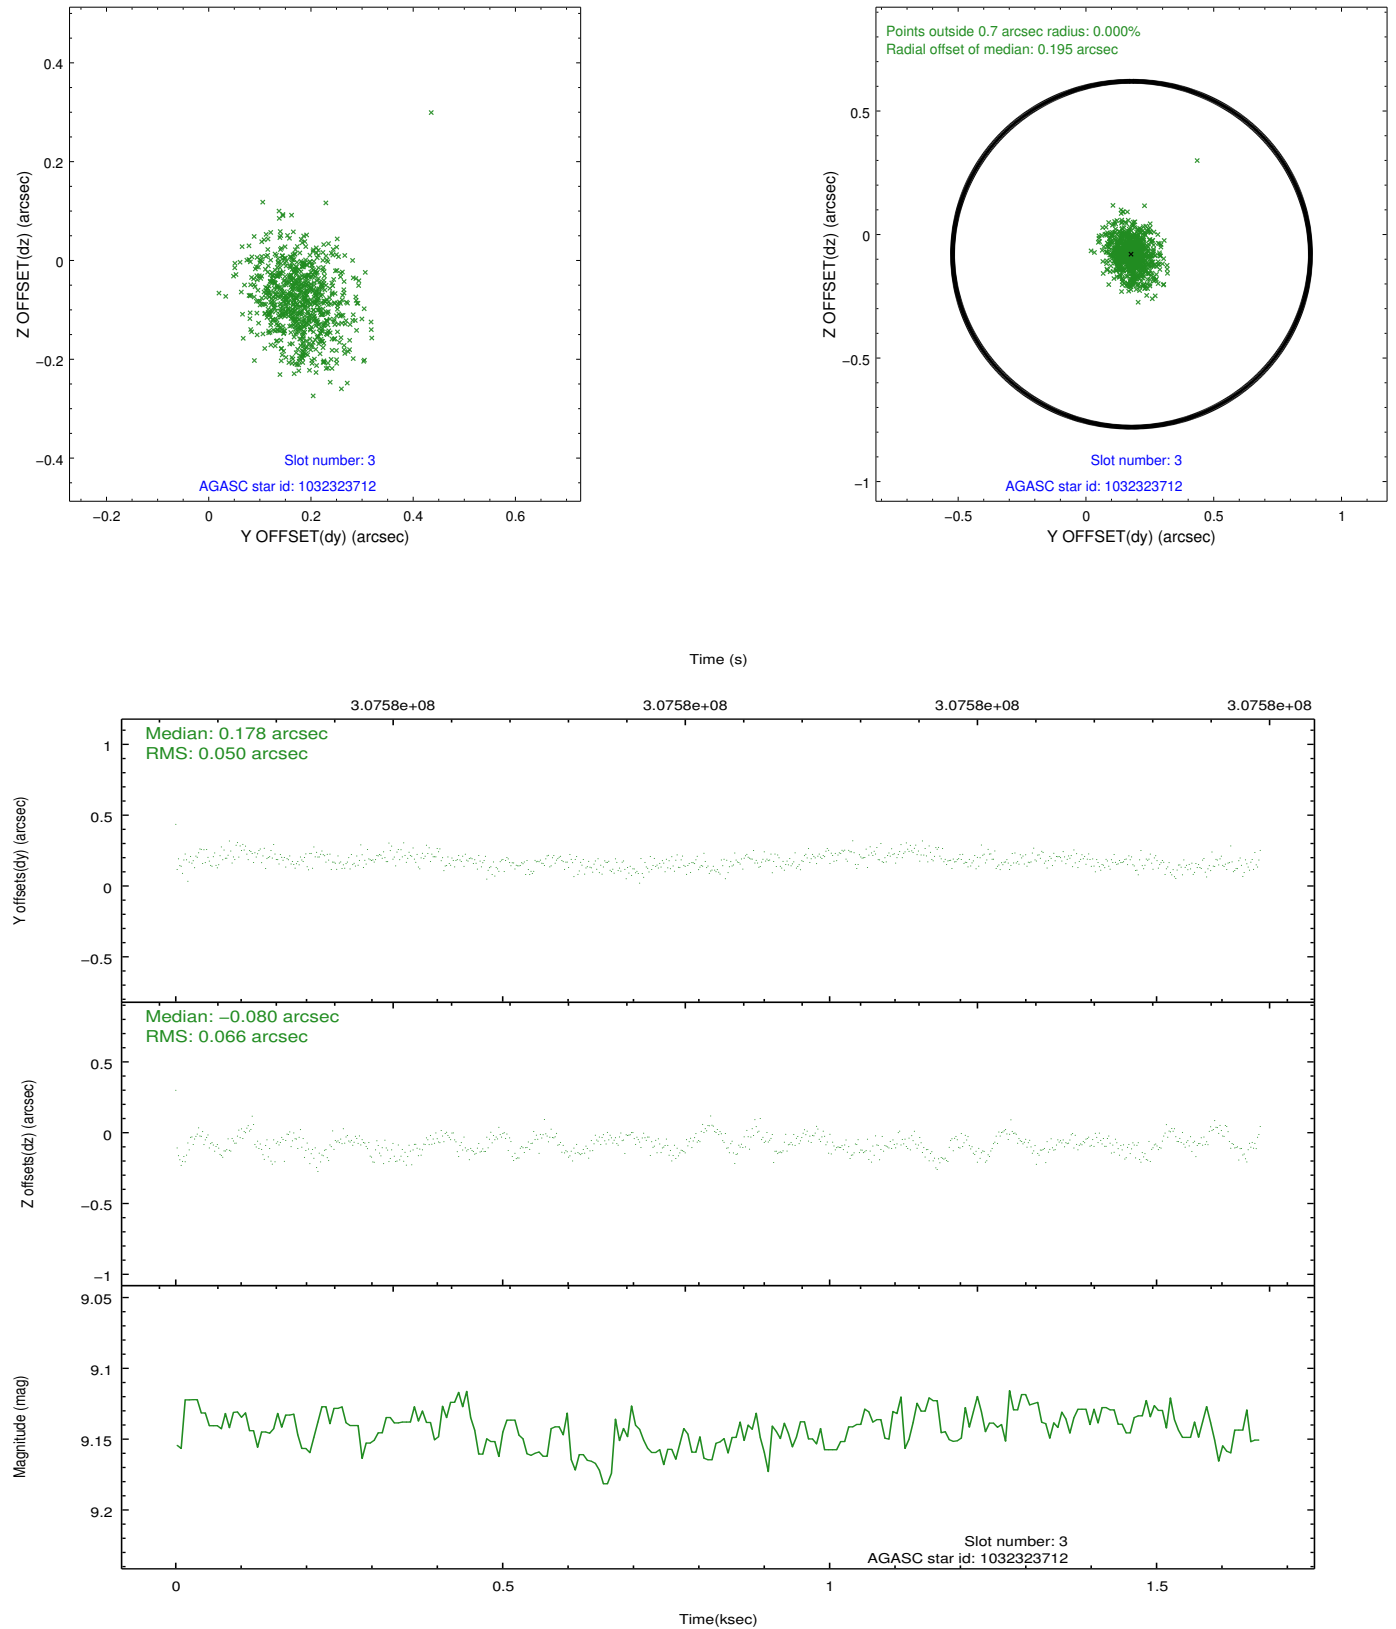 0.4
0.2
0
−0.2
−0.4
Z OFFSET(dz) (arcsec)
Slot number: 3
AGASC star id: 1032323712
−0.2 0 0.2 0.4 0.6
Y OFFSET(dy) (arcsec)
Points outside 0.7 arcsec radius: 0.000%
Radial offset of median: 0.195 arcsec
0.5
0
−0.5
−1
Z OFFSET(dz) (arcsec)
Slot number: 3
AGASC star id: 1032323712
−0.5 0 0.5 1
Y OFFSET(dy) (arcsec)
Time (s)
3.0758e+08 3.0758e+08 3.0758e+08 3.0758e+08
Median: 0.178 arcsec
RMS: 0.050 arcsec
1
0.5
0
−0.5
Y offsets(dy) (arcsec)
Median: −0.080 arcsec
RMS: 0.066 arcsec
0.5
0
−0.5
−1
Z offsets(dz) (arcsec)
9.05
9.1
9.15
9.2
Magnitude (mag)
Slot number: 3
AGASC star id: 1032323712
0 0.5 1 1.5
Time(ksec)